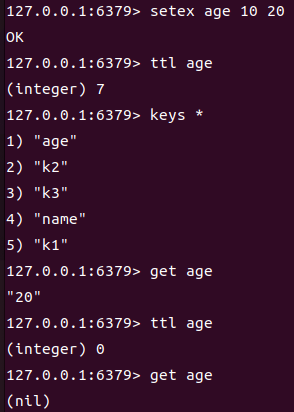 127.0.0.1:6379> setex age 10 20
OK
127.0.0.1:6379> ttl age
(integer) 7
127.0.0.1:6379> keys *
1) "age"
2) "k2"
3) "k3"
4) "name"
5) "k1"
127.0.0.1:6379> get age
"20"
127.0.0.1:6379> ttl age
(integer) 0
127.0.0.1:6379> get age
(nil)